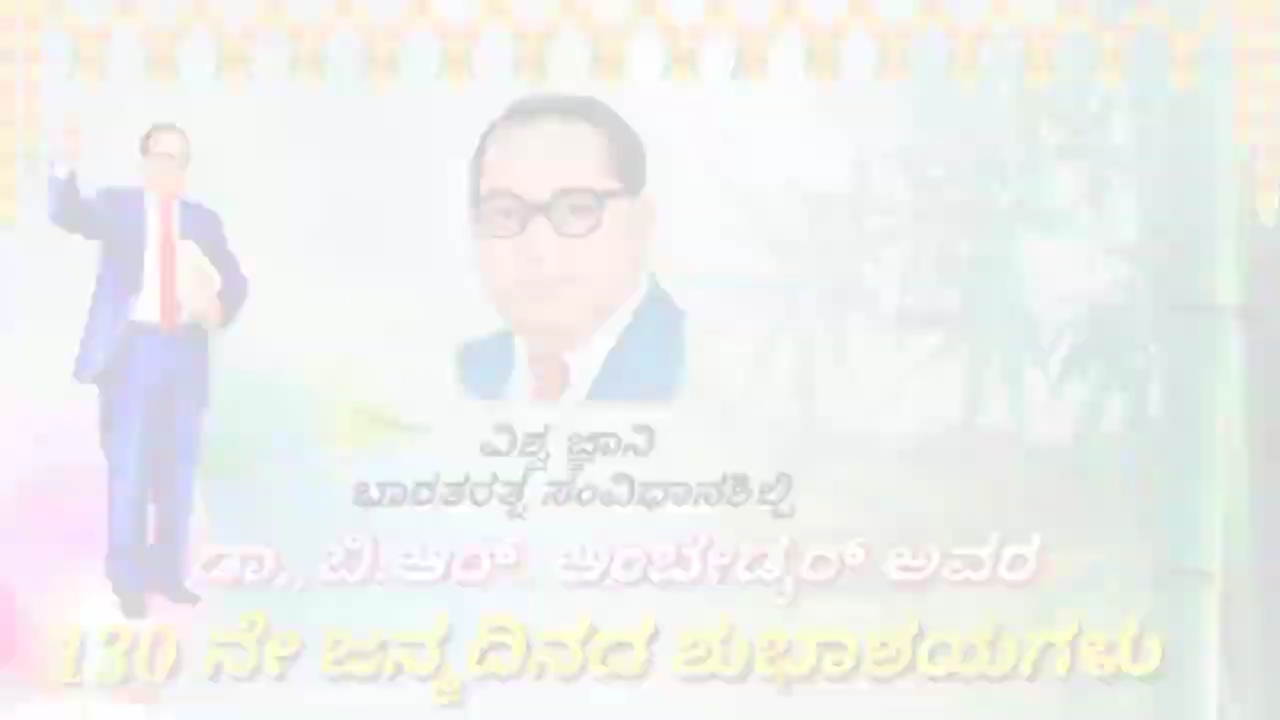 ವಿಶ್ವ ಜ್ಞಾನಿ
ಬಾರತರತ್ನ ಸಂವಿಧಾನಶಿಲ್ಪಿ
ಡಾ., ಬಿ.ಆರ್. ಅಂಬೇಡ್ಕರ್ ಅವರ
130 ನೇ ಜನ್ಮದಿನದ ಶುಭಾಶಯಗಳು